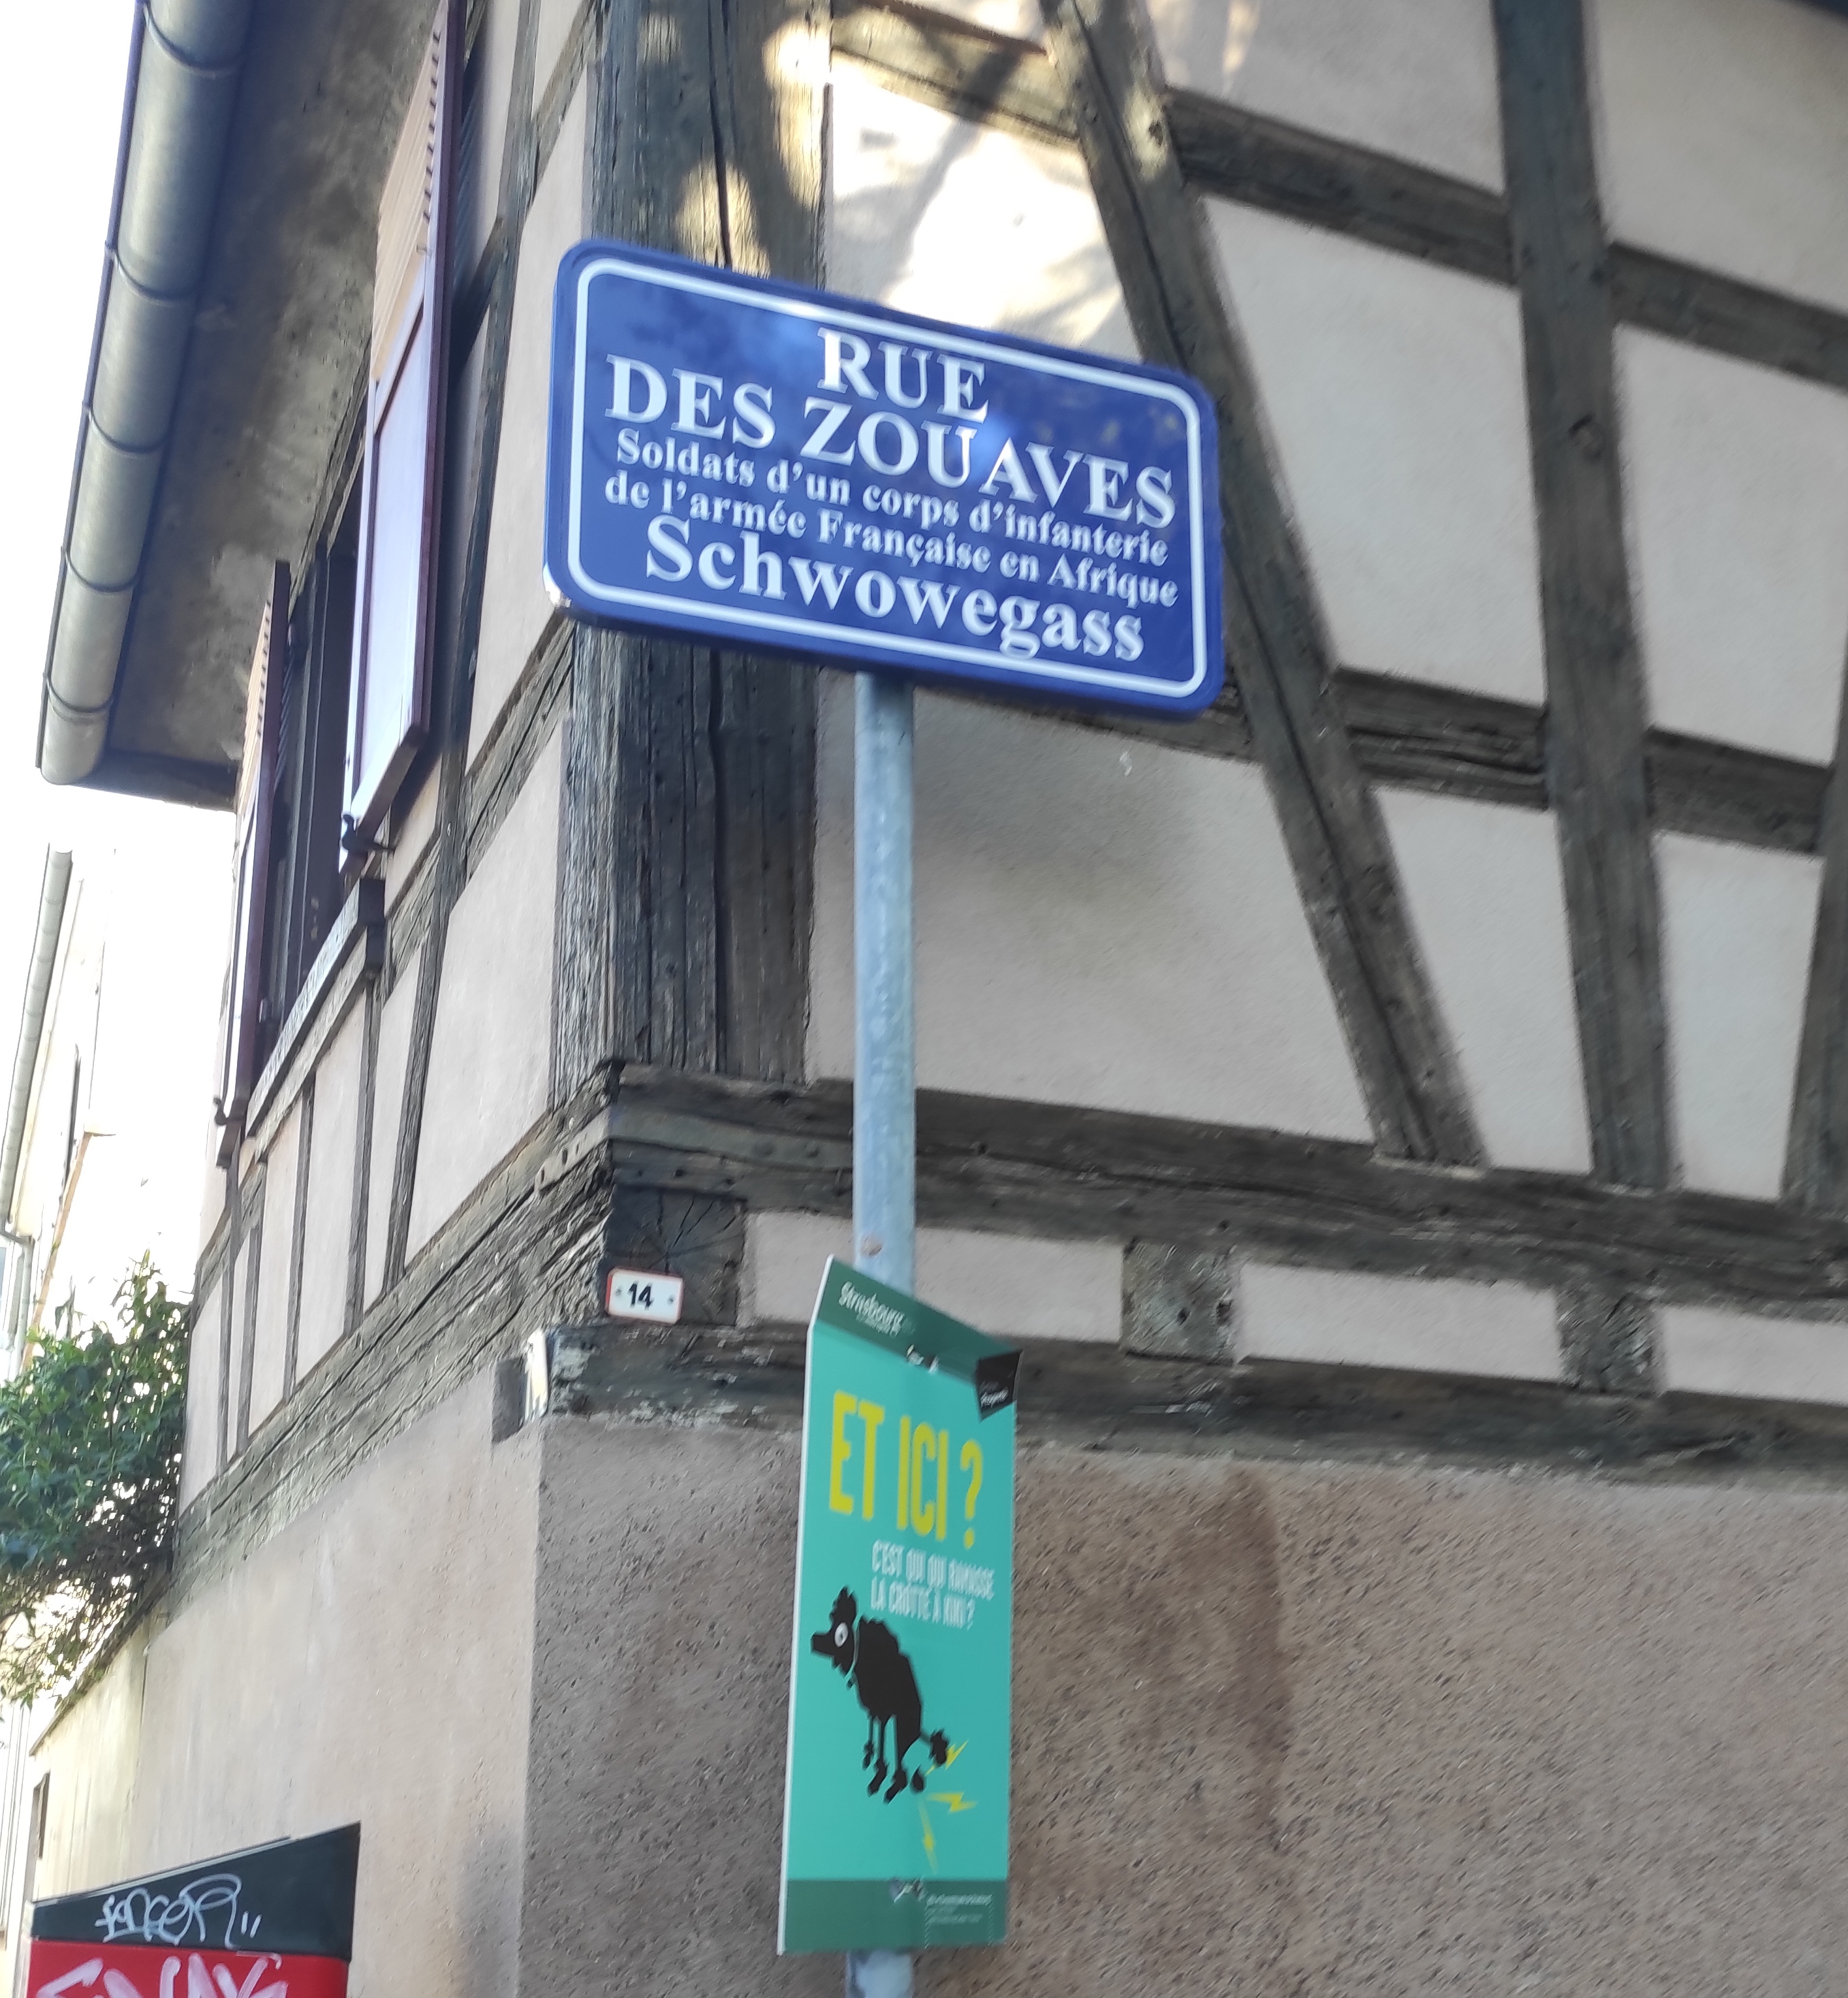 RUE
DES ZOUAVES
Soldats d'un corps d'infanterie
de l'armée Française en Afrique
Schwowegass
14
Strasbourg
ET ICI ?
C'EST QUI QUI RAMASSE
LA CROTTE À KIKI ?